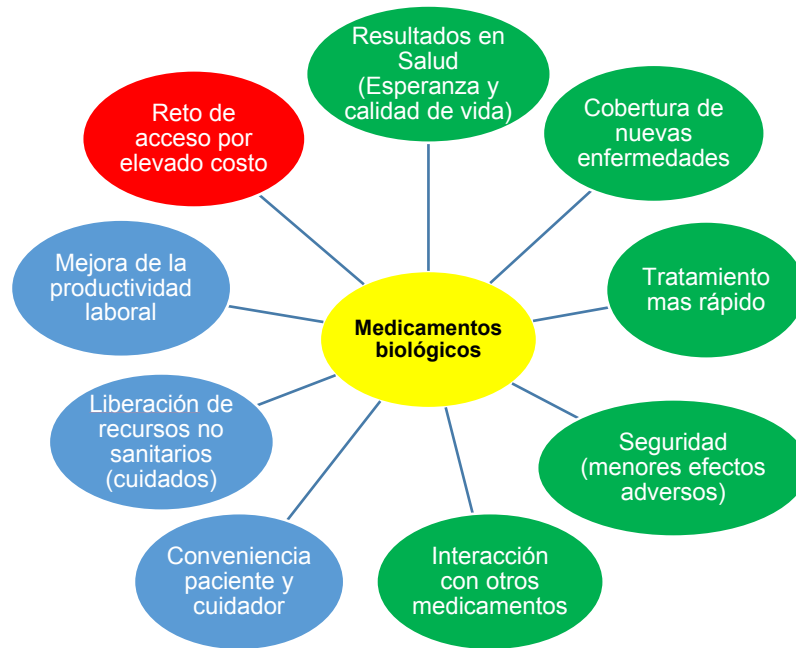 Resultados en
Salud
(Esperanza y
calidad de vida)
Cobertura de
nuevas
enfermedades
Tratamiento
mas rápido
Seguridad
(menores efectos
adversos)
Interacción
con otros
medicamentos
Conveniencia
paciente y
cuidador
Liberación de
recursos no
sanitarios
(cuidados)
Mejora de la
productividad
laboral
Reto de
acceso por
elevado costo
Medicamentos
biológicos